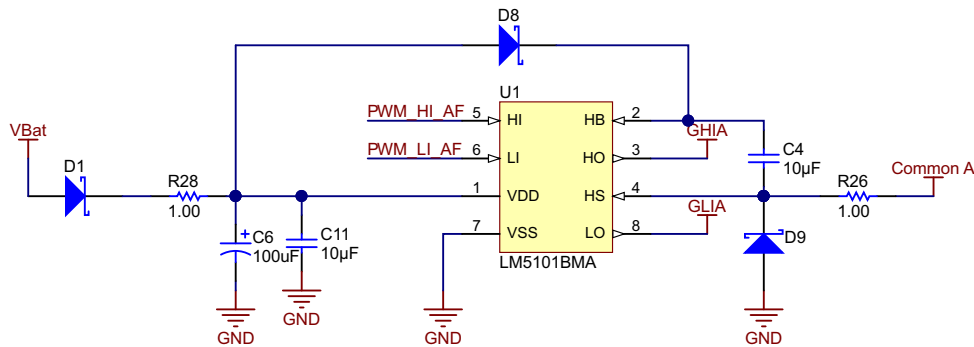 D8
U1
PWM_HI_AF 5 HI HB 2
VBat
PWM_LI_AF 6 LI HO 3 GHIA
C4
10µF
Common A
D1
R28
1.00
1 VDD HS 4
R26
1.00
GLIA
C6
100uF
C11
10µF
7 VSS LO 8
D9
LM5101BMA
GND
GND
GND
GND